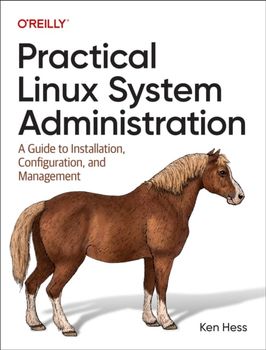 O'REILLY®
Practical
Linux System
Administration
A Guide to Installation,
Configuration, and
Management
Ken Hess